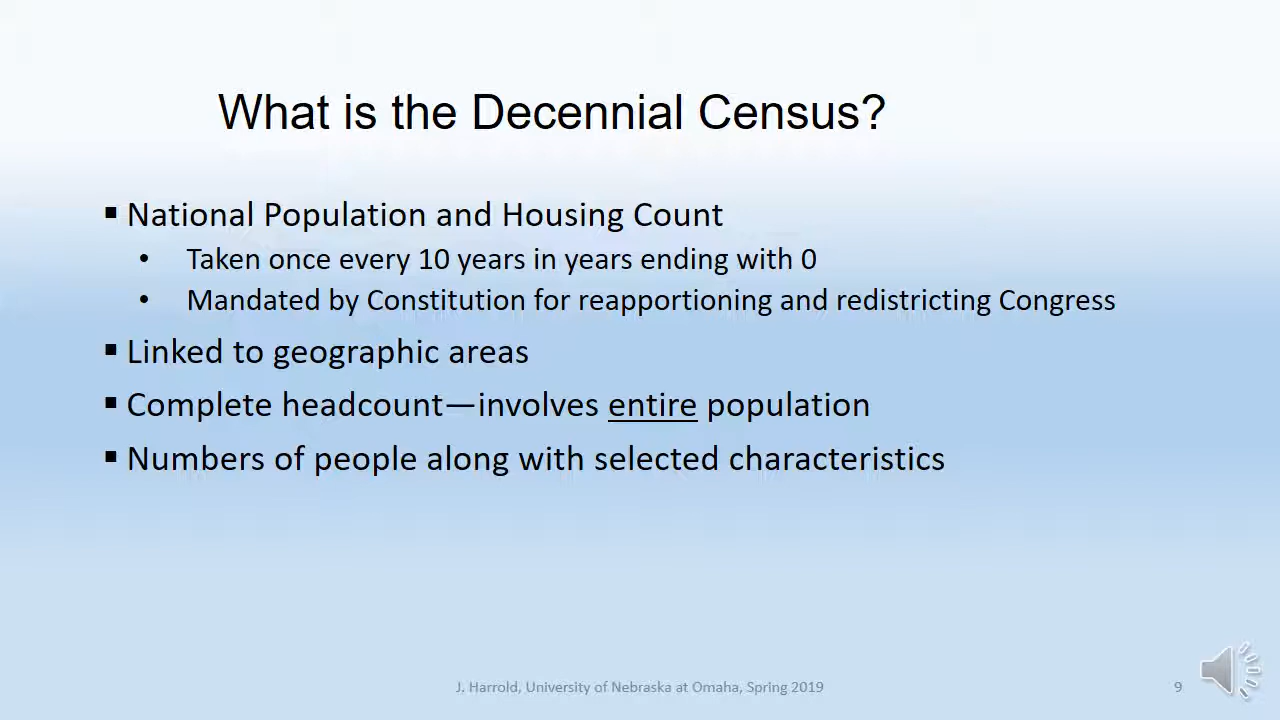 What is the Decennial Census?
▪ National Population and Housing Count
• Taken once every 10 years in years ending with 0
• Mandated by Constitution for reapportioning and redistricting Congress
▪ Linked to geographic areas
▪ Complete headcount—involves entire population
▪ Numbers of people along with selected characteristics
J. Harrold, University of Nebraska at Omaha, Spring 2019
9